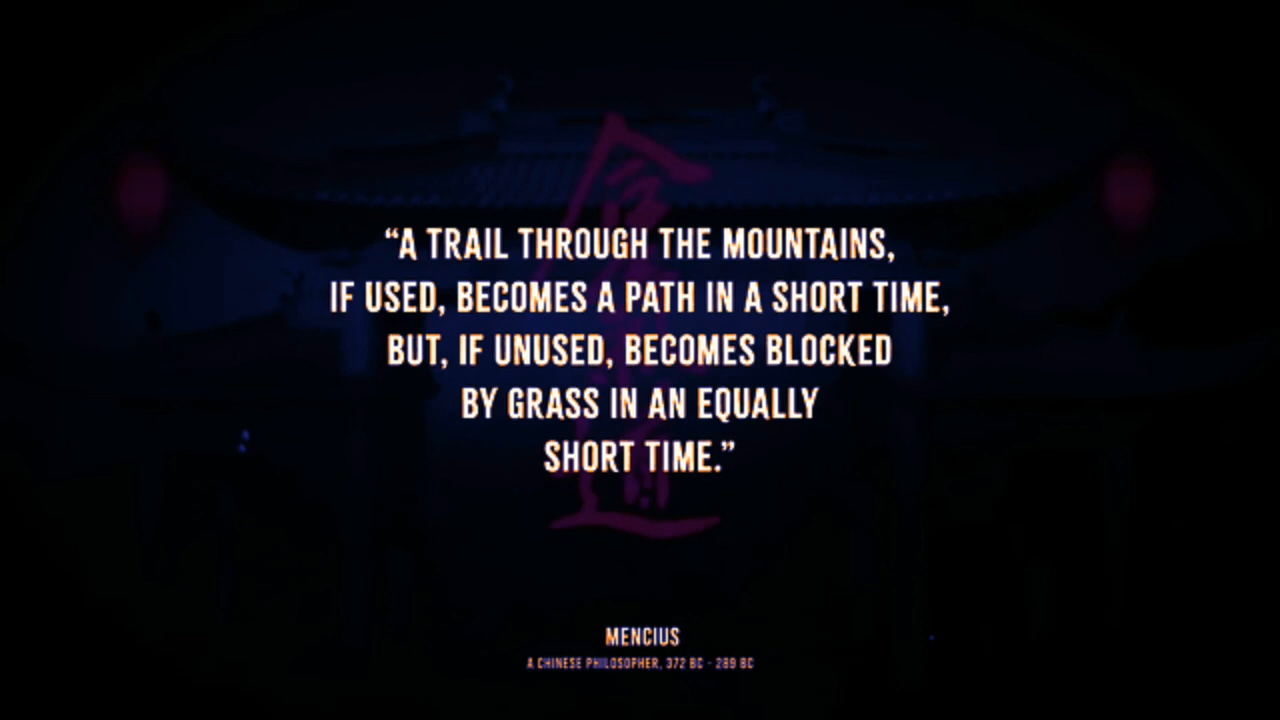 “A TRAIL THROUGH THE MOUNTAINS,
IF USED, BECOMES A PATH IN A SHORT TIME,
BUT, IF UNUSED, BECOMES BLOCKED
BY GRASS IN AN EQUALLY
SHORT TIME.”
MENCIUS
A CHINESE PHILOSOPHER, 372 BC - 289 BC